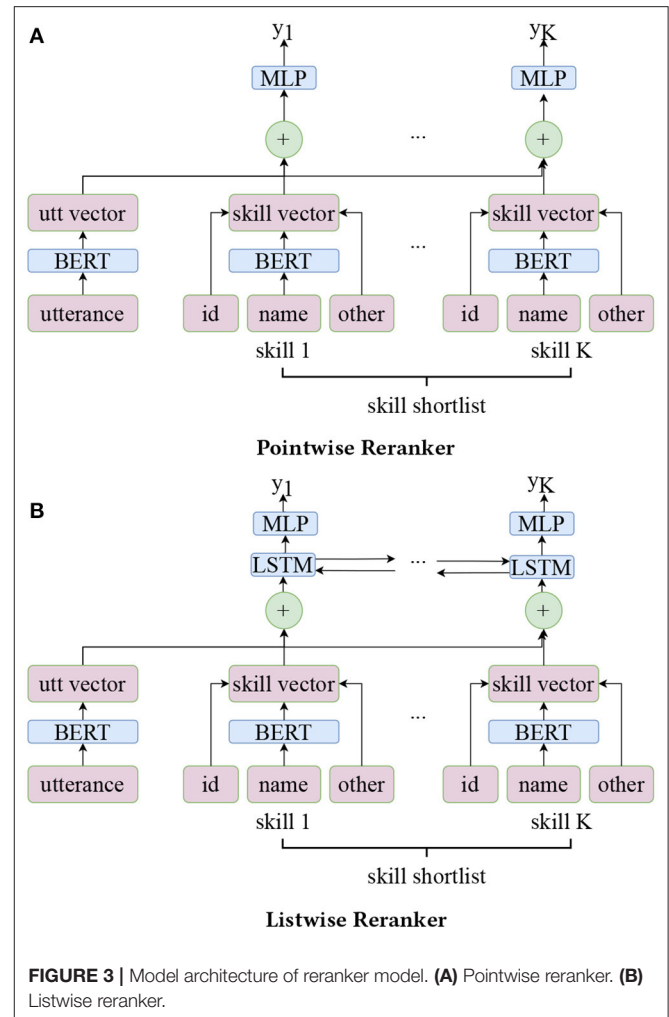 A
y1 yK
MLP MLP
+ ... +
utt vector skill vector skill vector
BERT BERT ... BERT
utterance id name other id name other
skill 1 skill K
skill shortlist
Pointwise Reranker
B
y1 yK
MLP MLP
LSTM ... LSTM
+ +
utt vector skill vector skill vector
BERT BERT ... BERT
utterance id name other id name other
skill 1 skill K
skill shortlist
Listwise Reranker
FIGURE 3 | Model architecture of reranker model. (A) Pointwise reranker. (B)
Listwise reranker.